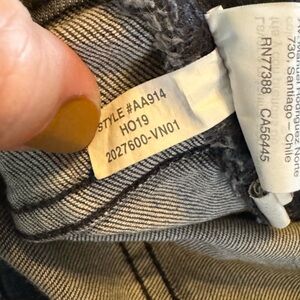 STYLE #AA914
HO19
2027600-VN01
730, Santiago –
Chile
RN77388 CA56445